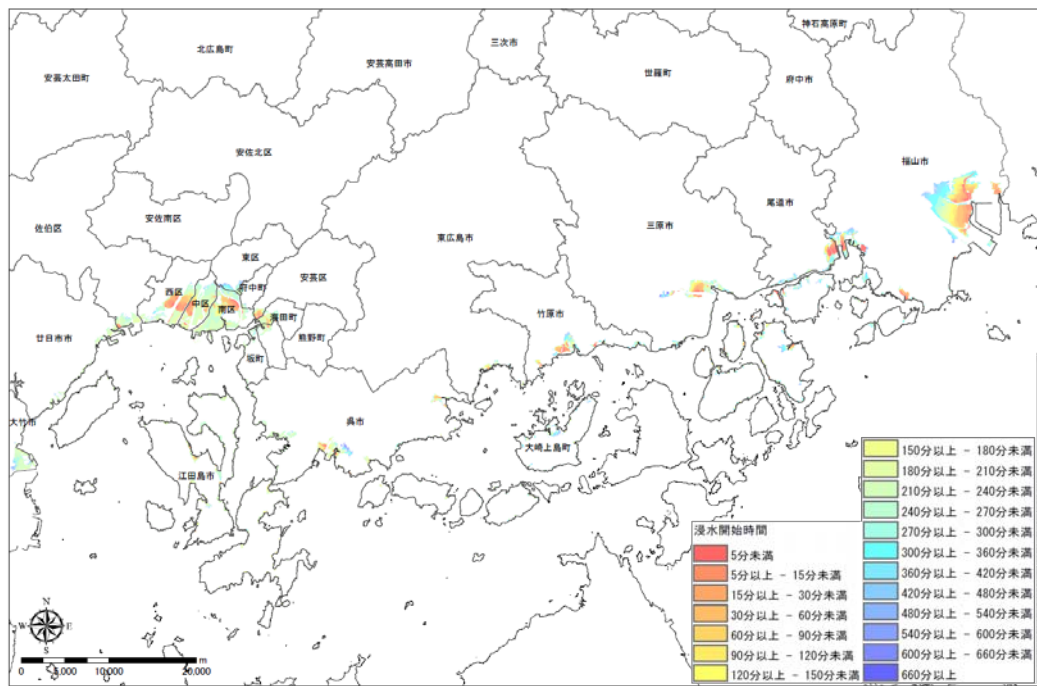 神石高原町
三次市
北広島町
安芸高田市
世羅町
府中市
安芸太田町
安佐北区
福山市
尾道市
安佐南区
三原市
佐伯区
東広島市
東区
安芸区
府中町
西区
中区
南区
海田町
竹原市
廿日市市
熊野町
坂町
大竹市
呉市
大崎上島町
江田島市
浸水開始時間
5分未満
5分以上 - 15分未満
15分以上 - 30分未満
30分以上 - 60分未満
60分以上 - 90分未満
90分以上 - 120分未満
120分以上 - 150分未満
150分以上 - 180分未満
180分以上 - 210分未満
210分以上 - 240分未満
240分以上 - 270分未満
270分以上 - 300分未満
300分以上 - 360分未満
360分以上 - 420分未満
420分以上 - 480分未満
480分以上 - 540分未満
540分以上 - 600分未満
600分以上 - 660分未満
660分以上
N
W E
S
0 5,000 10,000 20,000 m